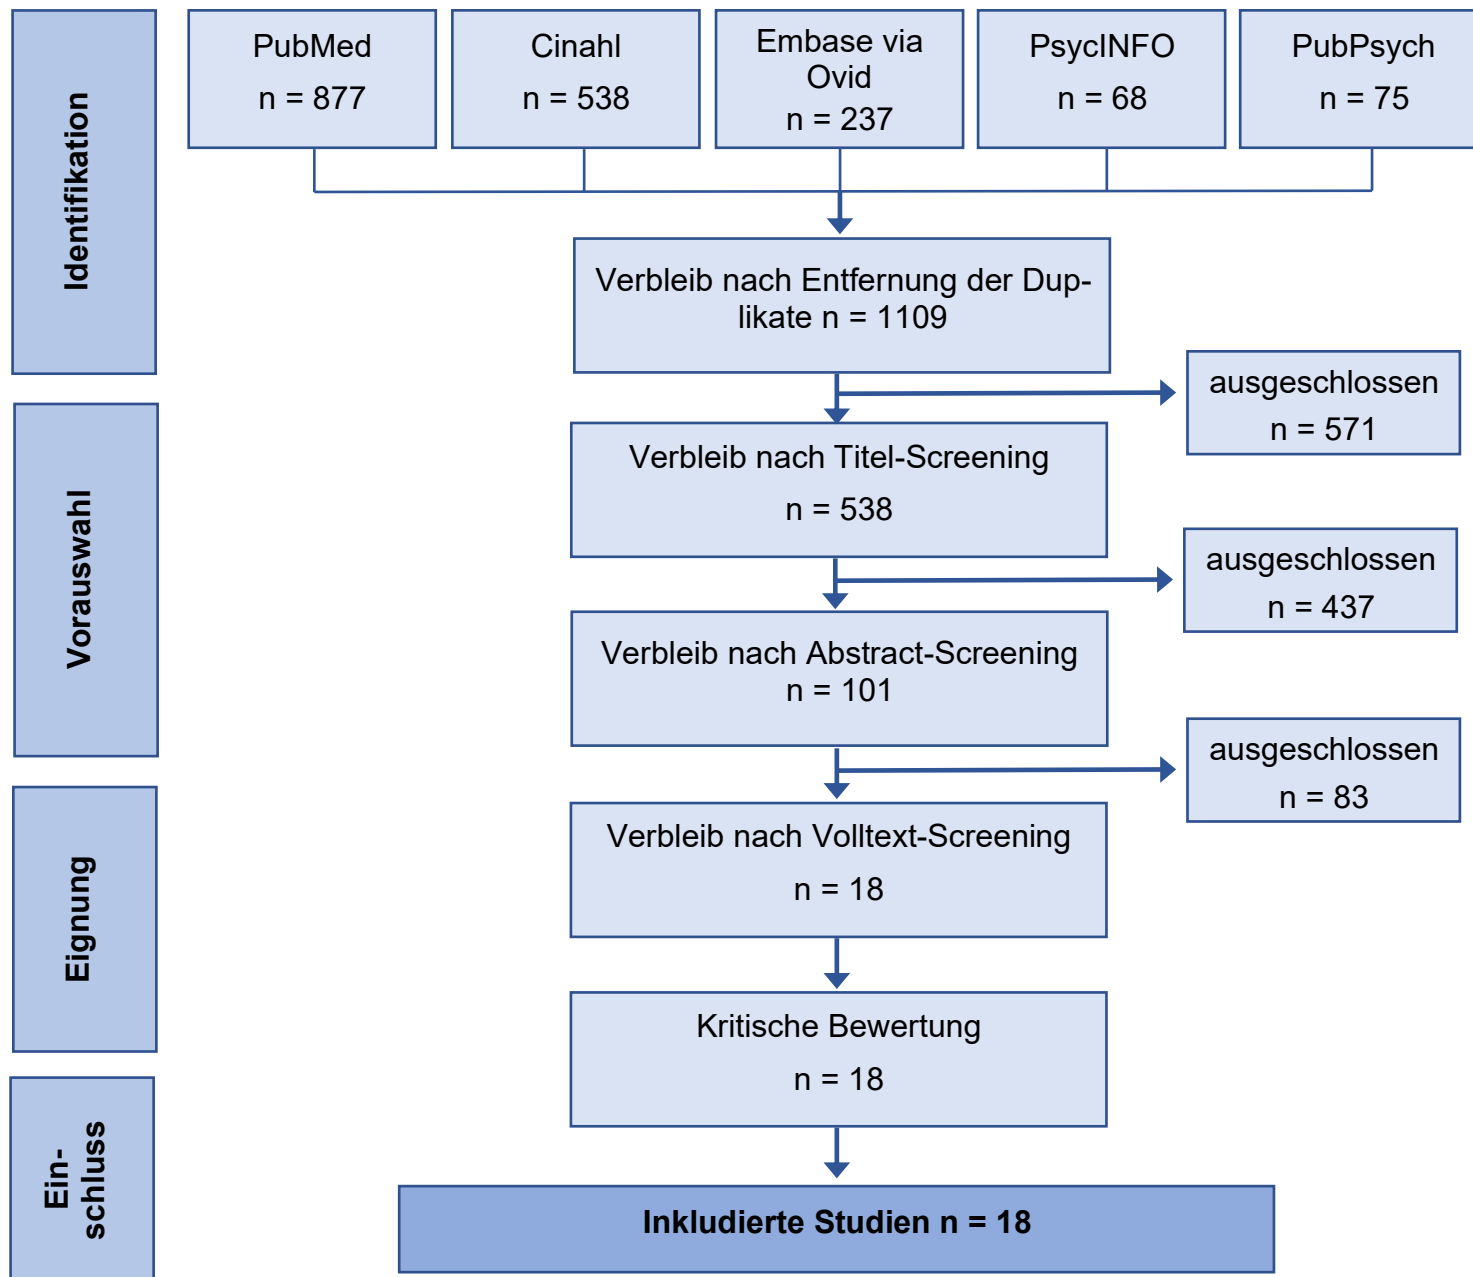 Identifikation
PubMed
n = 877
Cinahl
n = 538
Embase via
Ovid
n = 237
PsycINFO
n = 68
PubPsych
n = 75
Verbleib nach Entfernung der Dup-
likate n = 1109
ausgeschlossen
n = 571
Vorauswahl
Verbleib nach Titel-Screening
n = 538
ausgeschlossen
n = 437
Verbleib nach Abstract-Screening
n = 101
ausgeschlossen
n = 83
Eignung
Verbleib nach Volltext-Screening
n = 18
Kritische Bewertung
n = 18
Ein-
schluss
Inkludierte Studien n = 18